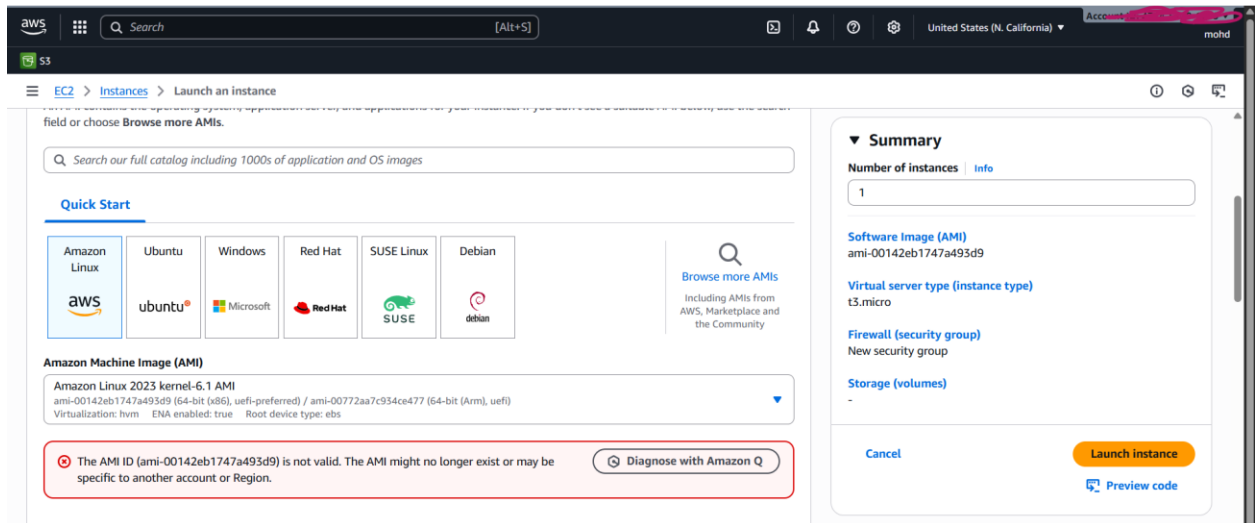 aws
Search
[Alt+S]
United States (N. California)
mohd
S3
EC2 > Instances > Launch an instance
field or choose Browse more AMIs.
Search our full catalog including 1000s of application and OS images
Quick Start
Amazon Linux
aws
Ubuntu
ubuntu®
Windows
Microsoft
Red Hat
Red Hat
SUSE Linux
SUSE
Debian
debian
Browse more AMIs
Including AMIs from
AWS, Marketplace and
the Community
Amazon Machine Image (AMI)
Amazon Linux 2023 kernel-6.1 AMI
ami-00142eb1747a493d9 (64-bit (x86), uefi-preferred) / ami-00772aa7c934ce477 (64-bit (Arm), uefi)
Virtualization: hvm ENA enabled: true Root device type: ebs
The AMI ID (ami-00142eb1747a493d9) is not valid. The AMI might no longer exist or may be
specific to another account or Region.
Diagnose with Amazon Q
Summary
Number of instances Info
1
Software Image (AMI)
ami-00142eb1747a493d9
Virtual server type (instance type)
t3.micro
Firewall (security group)
New security group
Storage (volumes)
-
Cancel
Launch instance
Preview code